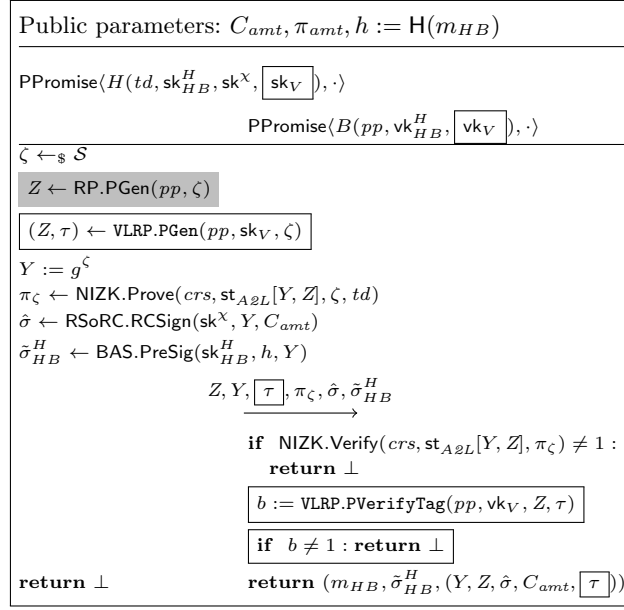 Public parameters: C_amt, π_amt, h := H(m_HB)
PPromise⟨H(td, sk^H_HB, sk^χ, sk_V), ·⟩
PPromise⟨B(pp, vk^H_HB, vk_V), ·⟩
ζ ←$ S
Z ← RP.PGen(pp, ζ)
(Z, τ) ← VLRP.PGen(pp, sk_V, ζ)
Y := g^ζ
π_ζ ← NIZK.Prove(crs, st_A2L[Y, Z], ζ, td)
σ̂ ← RSoRC.RCSign(sk^χ, Y, C_amt)
σ̃^H_HB ← BAS.PreSig(sk^H_HB, h, Y)
Z, Y, τ, π_ζ, σ̂, σ̃^H_HB
if NIZK.Verify(crs, st_A2L[Y, Z], π_ζ) ≠ 1 :
return ⊥
b := VLRP.PVerifyTag(pp, vk_V, Z, τ)
if b ≠ 1 : return ⊥
return ⊥ return (m_HB, σ̃^H_HB, (Y, Z, σ̂, C_amt, τ))